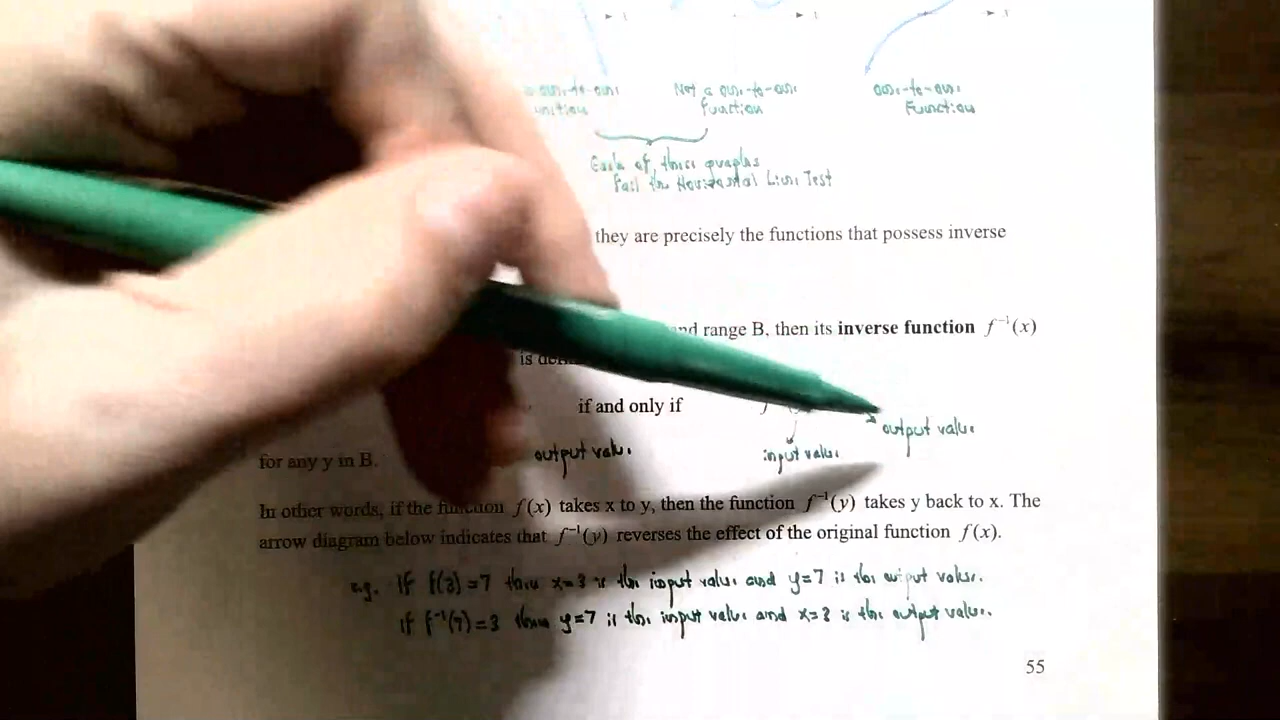 one-to-one Not a one-to-one one-to-one
Function Function
Each of these graphs
Fail the Horizontal Line Test
they are precisely the functions that possess inverse
and range B, then its inverse function f⁻¹(x)
is
if and only if
output value
output value input value
for any y in B.
In other words, if the function f(x) takes x to y, then the function f⁻¹(y) takes y back to x. The
arrow diagram below indicates that f⁻¹(y) reverses the effect of the original function f(x).
e.g. If f(3)=7 then x=3 is the input value and y=7 is the output value.
If f⁻¹(7)=3 then y=7 is the input value and x=3 is the output value.
55